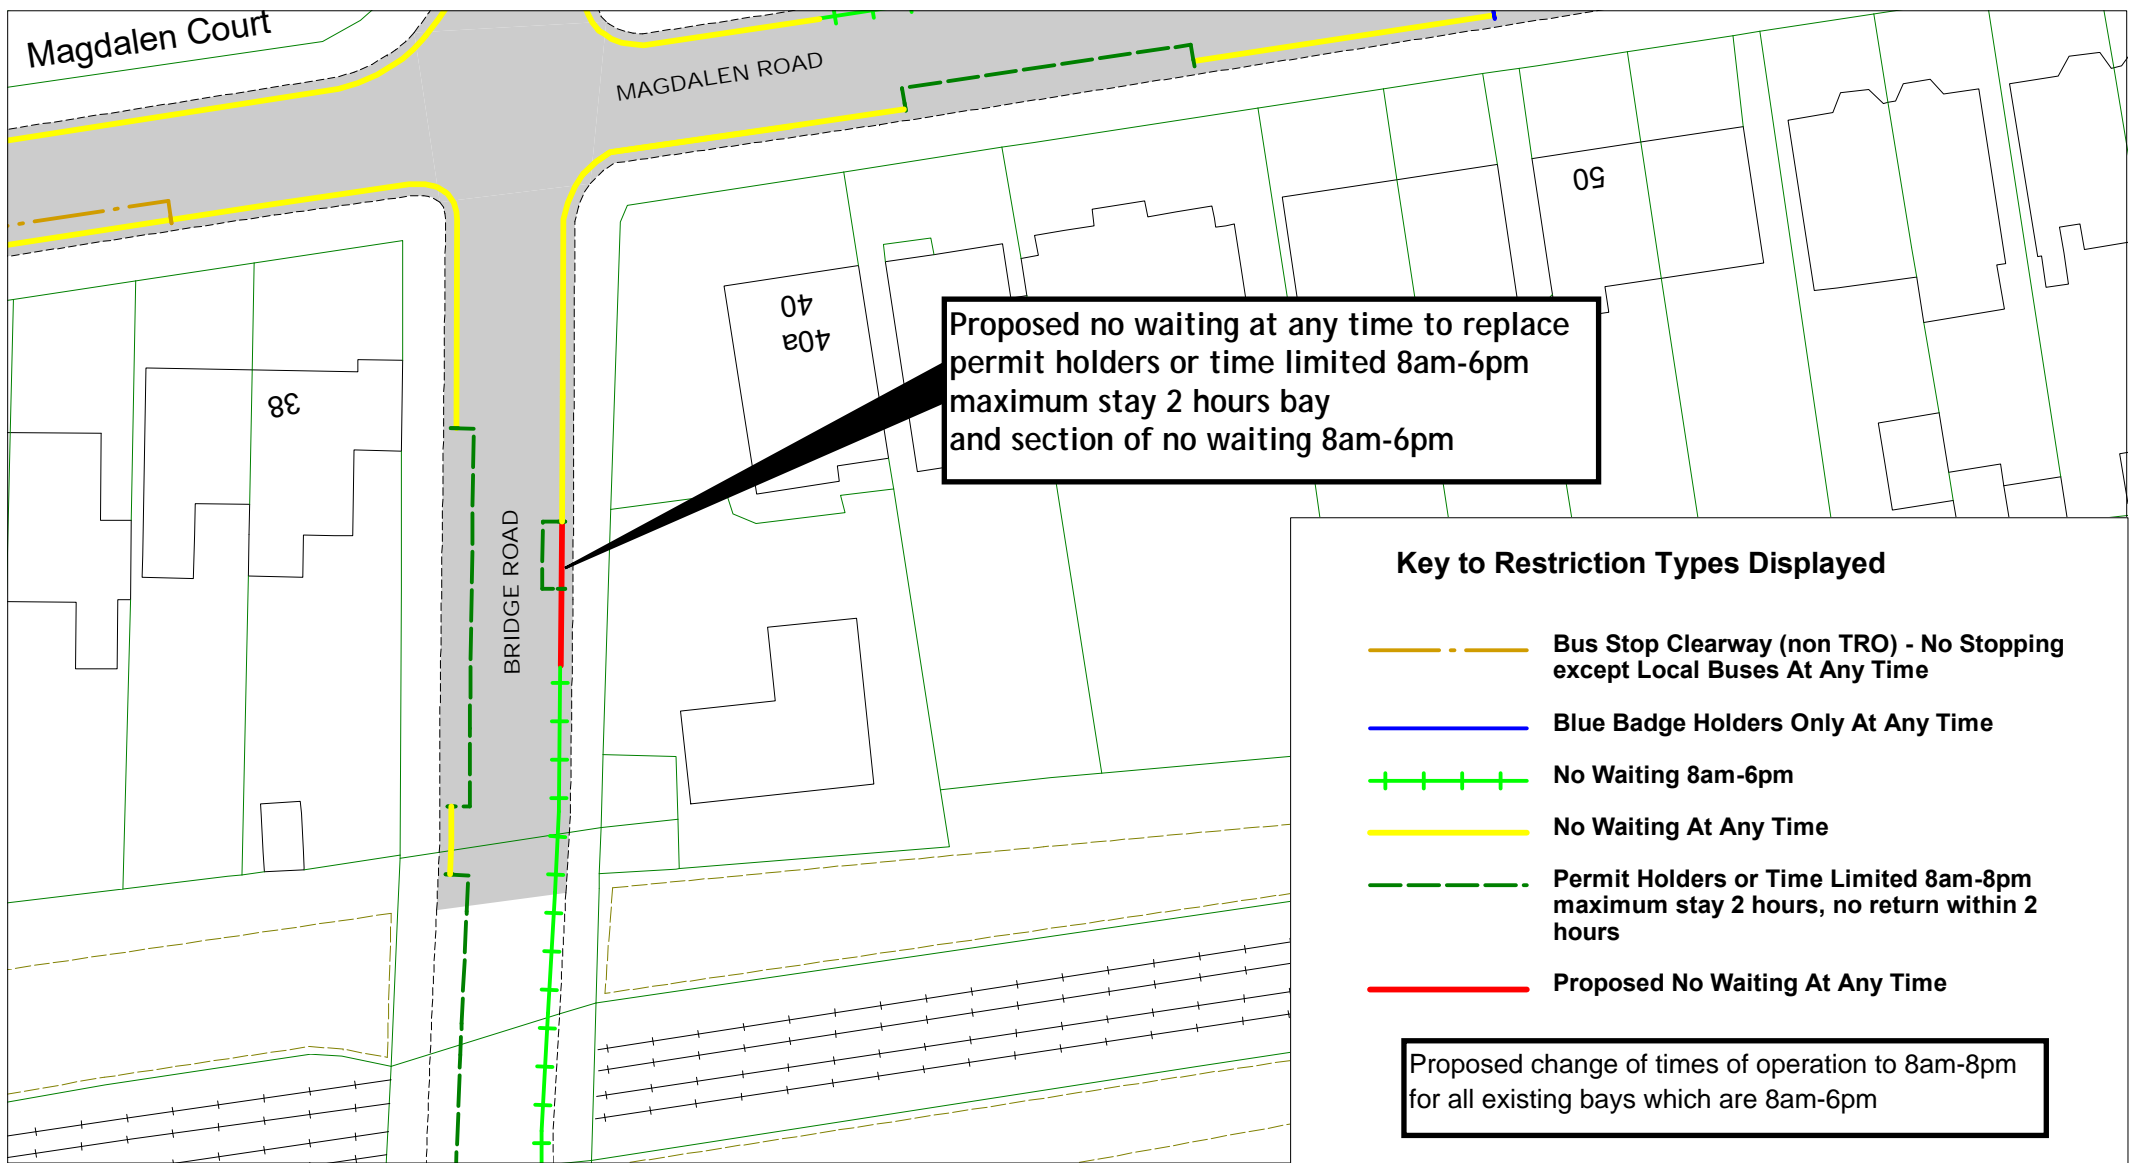 Magdalen Court
MAGDALEN ROAD
50
40
40a
38
Proposed no waiting at any time to replace
permit holders or time limited 8am-6pm
maximum stay 2 hours bay
and section of no waiting 8am-6pm
BRIDGE ROAD
Key to Restriction Types Displayed
Bus Stop Clearway (non TRO) - No Stopping
except Local Buses At Any Time
Blue Badge Holders Only At Any Time
No Waiting 8am-6pm
No Waiting At Any Time
Permit Holders or Time Limited 8am-8pm
maximum stay 2 hours, no return within 2
hours
Proposed No Waiting At Any Time
Proposed change of times of operation to 8am-8pm
for all existing bays which are 8am-6pm